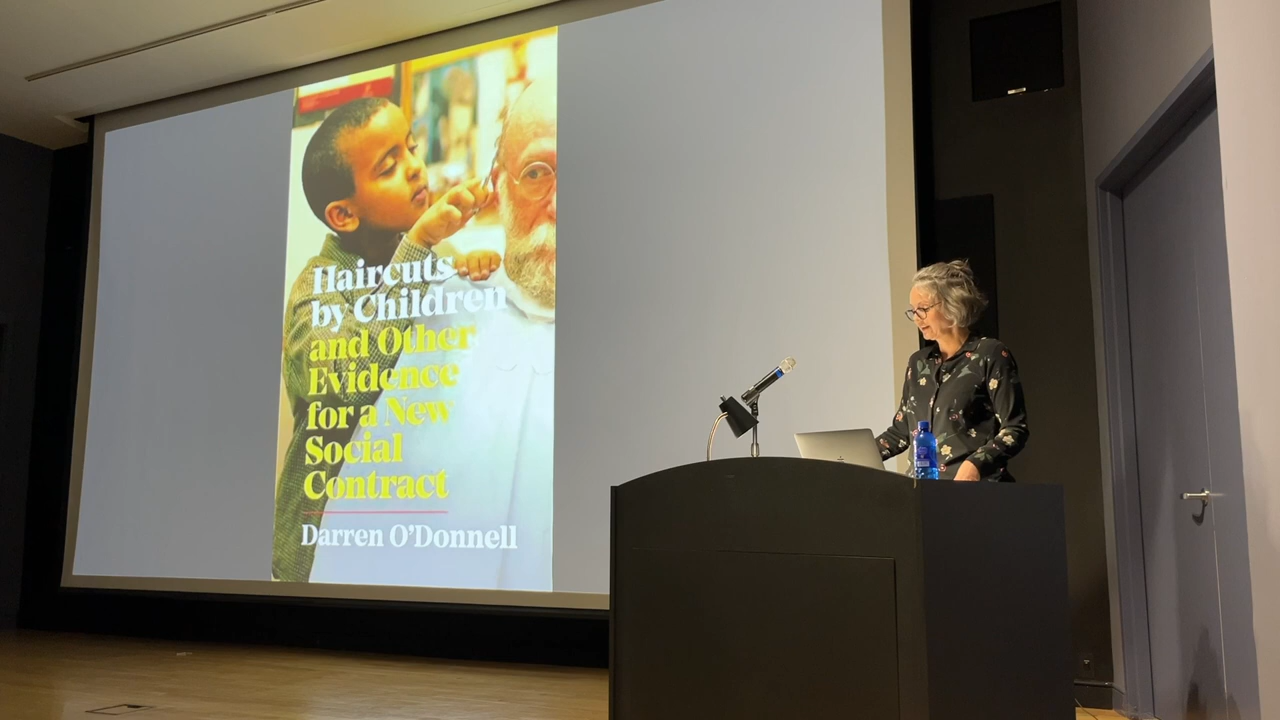 Haircuts
by Children
and Other
Evidence
for a New
Social
Contract
Darren O’Donnell